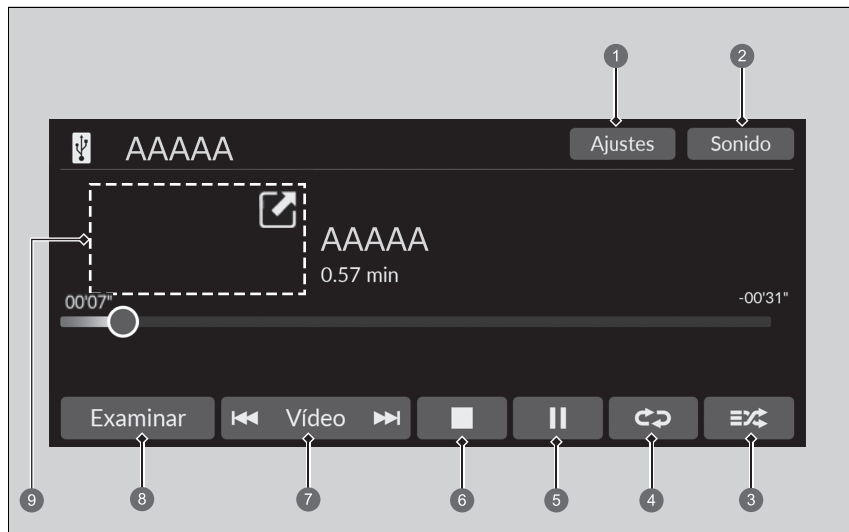 1 2
AAAAA Ajustes Sonido
AAAAA
0.57 min
00'07" -00'31"
Examinar Vídeo
9 8 7 6 5 4 3